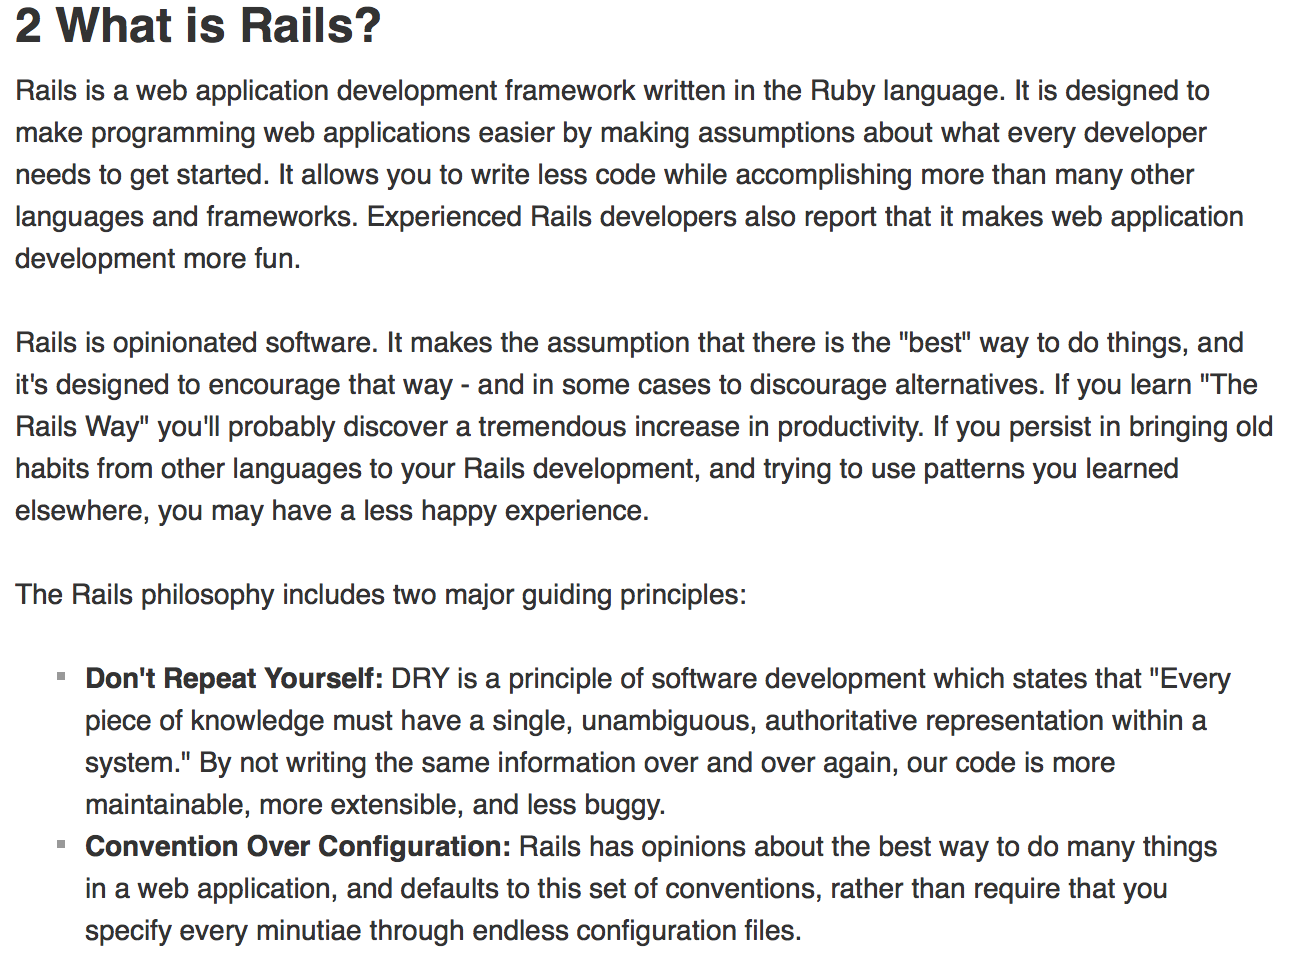 2 What is Rails?
Rails is a web application development framework written in the Ruby language. It is designed to
make programming web applications easier by making assumptions about what every developer
needs to get started. It allows you to write less code while accomplishing more than many other
languages and frameworks. Experienced Rails developers also report that it makes web application
development more fun.
Rails is opinionated software. It makes the assumption that there is the "best" way to do things, and
it's designed to encourage that way - and in some cases to discourage alternatives. If you learn "The
Rails Way" you'll probably discover a tremendous increase in productivity. If you persist in bringing old
habits from other languages to your Rails development, and trying to use patterns you learned
elsewhere, you may have a less happy experience.
The Rails philosophy includes two major guiding principles:
Don't Repeat Yourself: DRY is a principle of software development which states that "Every
piece of knowledge must have a single, unambiguous, authoritative representation within a
system." By not writing the same information over and over again, our code is more
maintainable, more extensible, and less buggy.
Convention Over Configuration: Rails has opinions about the best way to do many things
in a web application, and defaults to this set of conventions, rather than require that you
specify every minutiae through endless configuration files.